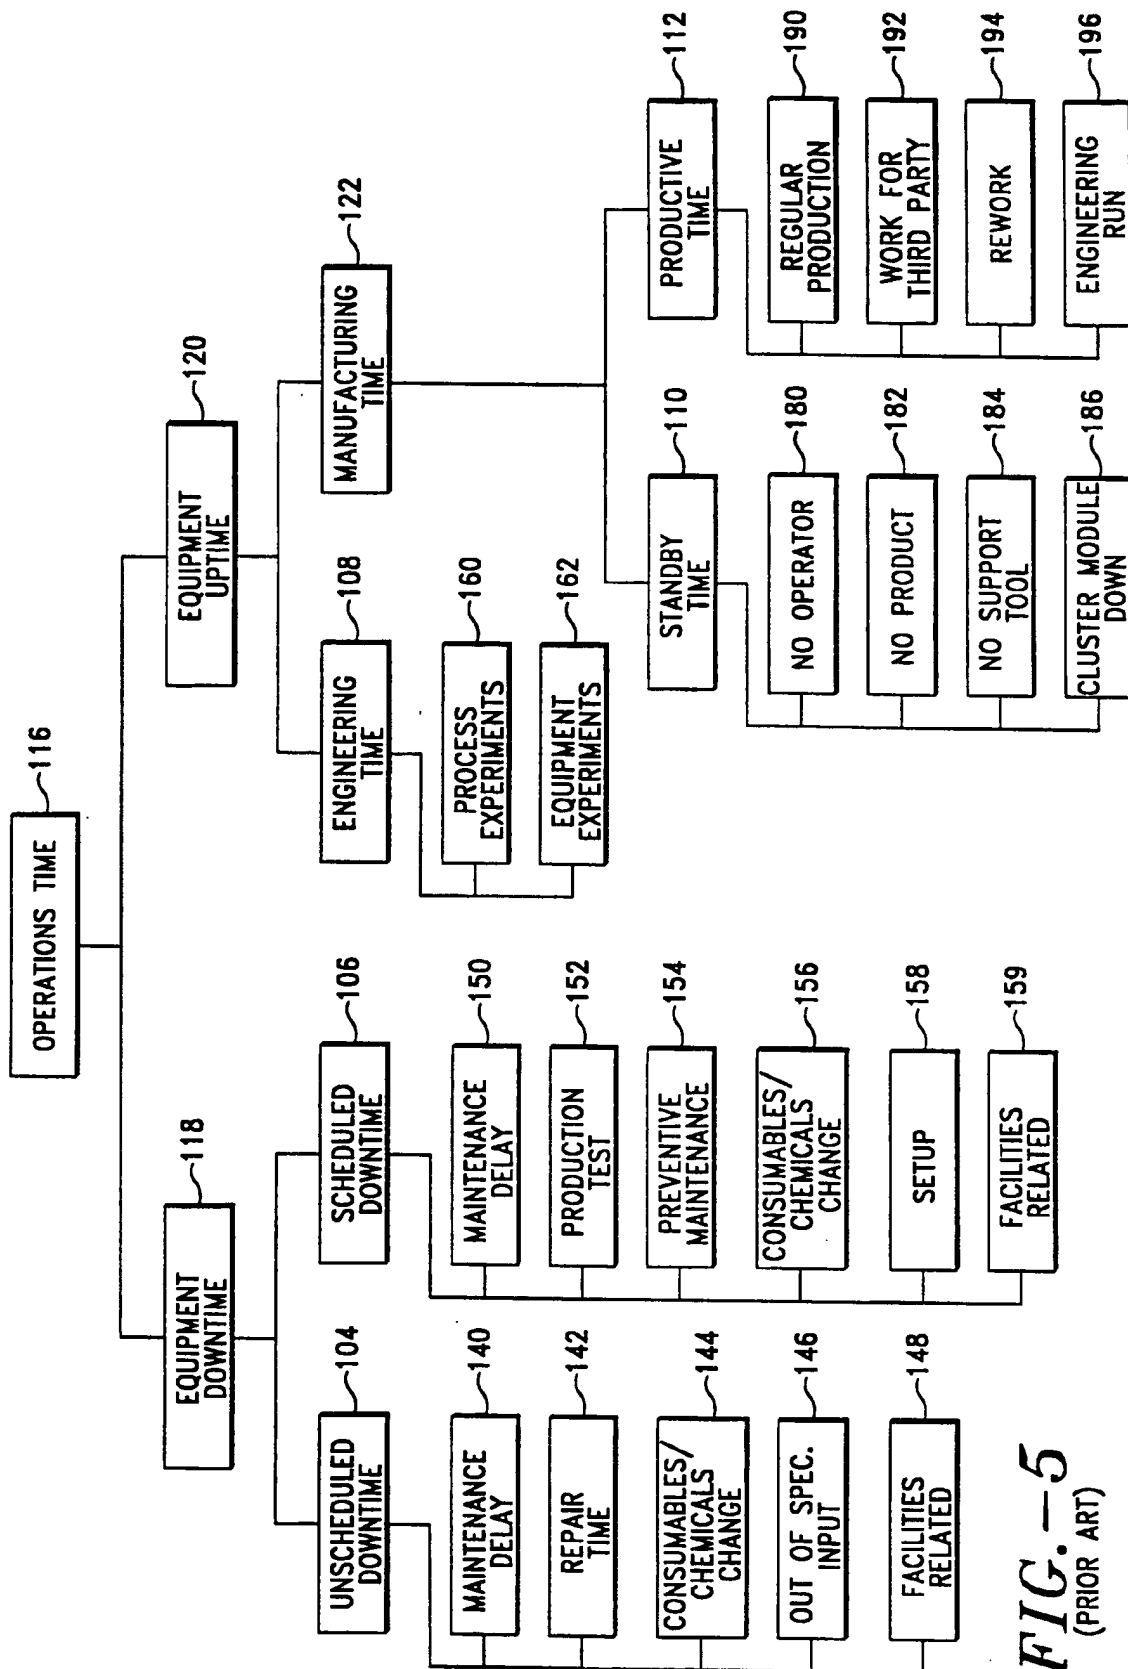 OPERATIONS TIME
116
EQUIPMENT
DOWNTIME
118
EQUIPMENT
UPTIME
120
UNSCHEDULED
DOWNTIME
104
SCHEDULED
DOWNTIME
106
ENGINEERING
TIME
108
MANUFACTURING
TIME
122
MAINTENANCE
DELAY
140
REPAIR
TIME
142
CONSUMABLES/
CHEMICALS
CHANGE
144
OUT OF SPEC.
INPUT
146
FACILITIES
RELATED
148
MAINTENANCE
DELAY
150
PRODUCTION
TEST
152
PREVENTIVE
MAINTENANCE
154
CONSUMABLES/
CHEMICALS
CHANGE
156
SETUP
158
FACILITIES
RELATED
159
PROCESS
EXPERIMENTS
160
EQUIPMENT
EXPERIMENTS
162
STANDBY
TIME
110
NO OPERATOR
180
NO PRODUCT
182
NO SUPPORT
TOOL
184
CLUSTER MODULE
DOWN
186
PRODUCTIVE
TIME
112
REGULAR
PRODUCTION
190
WORK FOR
THIRD PARTY
192
REWORK
194
ENGINEERING
RUN
196
FIG.-5
(PRIOR ART)